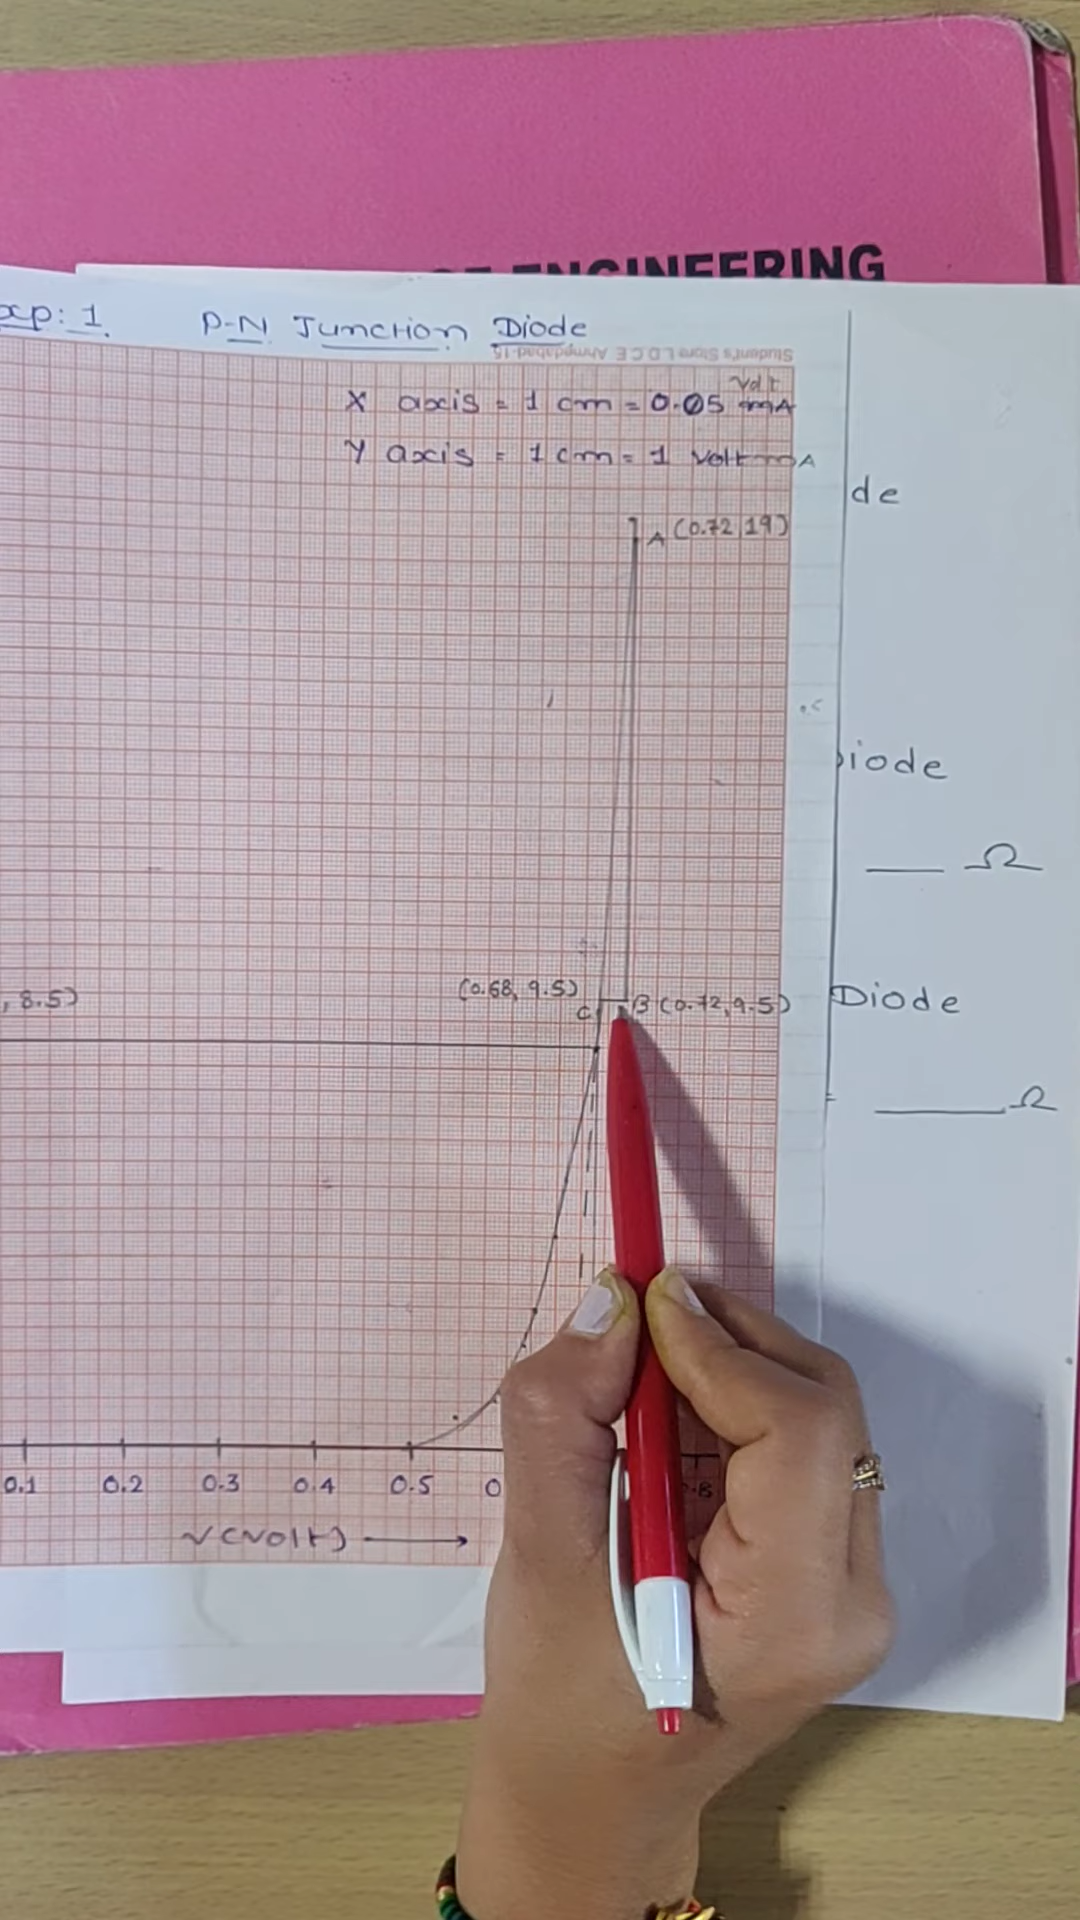 xp: 1. P-N Junction Diode
Student's Store L.D.C.E. Ahmedabad-15
Volt
X axis = 1 cm = 0.05 mA
Y axis = 1 cm = 1 Volt mA
de
A (0.72, 19)
iode
Ω
, 8.5)
(0.68, 9.5)
C
B (0.72, 9.5)
Diode
= Ω
0.1 0.2 0.3 0.4 0.5 0
V(Volt)
ENGINEERING